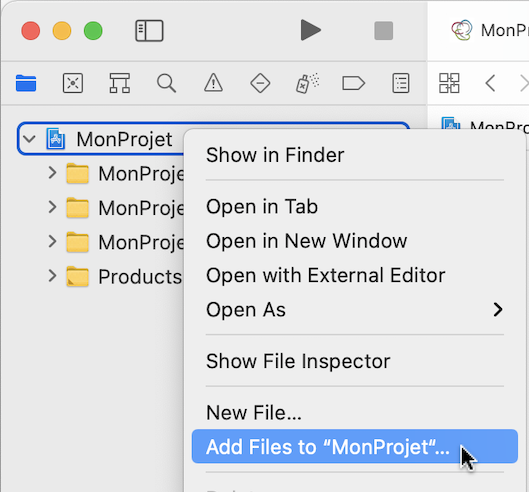 MonPr
MonProjet
MonPro
Show in Finder
MonProje
Open in Tab
MonProje
Open in New Window
MonProje
Open with External Editor
Products
Open As
Show File Inspector
New File...
Add Files to “MonProjet”...